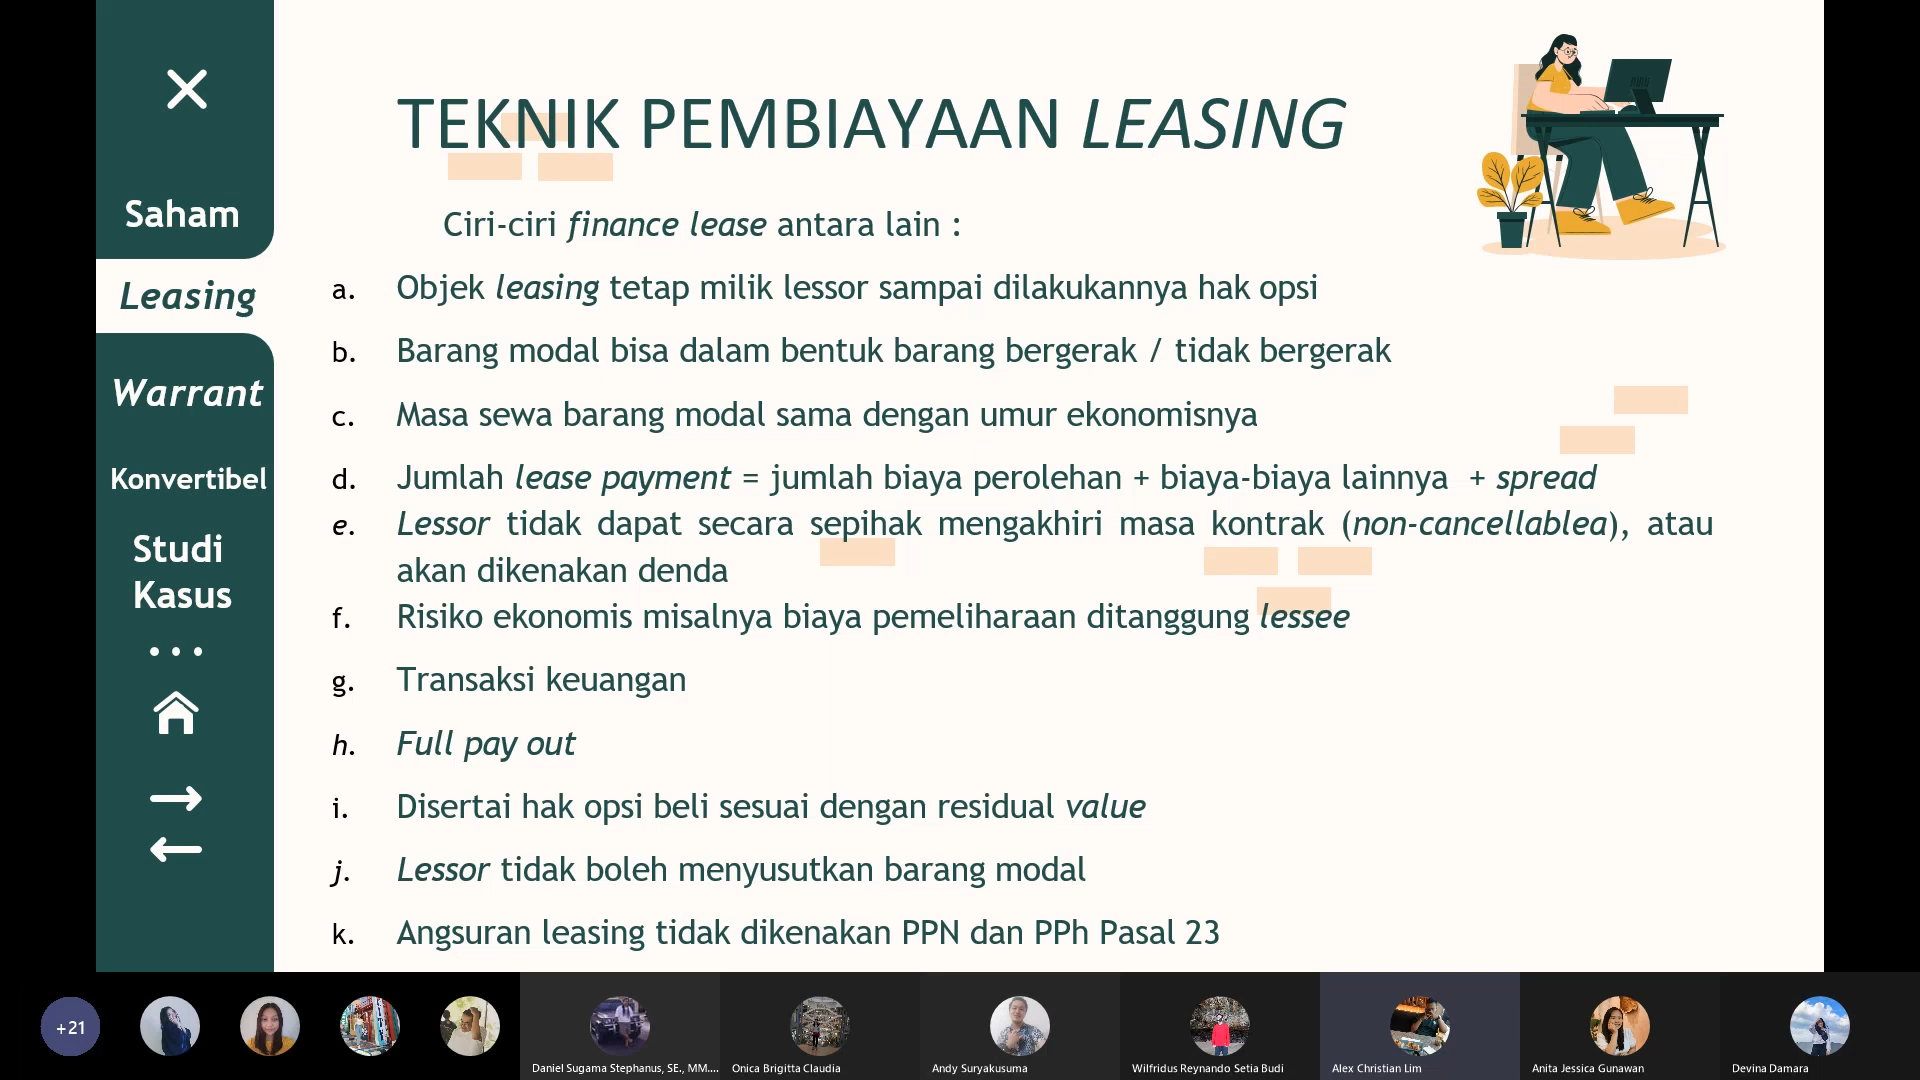 TEKNIK PEMBIAYAAN LEASING
Saham
Leasing
Warrant
Konvertibel
Studi
Kasus
Ciri-ciri finance lease antara lain :
a. Objek leasing tetap milik lessor sampai dilakukannya hak opsi
b. Barang modal bisa dalam bentuk barang bergerak / tidak bergerak
c. Masa sewa barang modal sama dengan umur ekonomisnya
d. Jumlah lease payment = jumlah biaya perolehan + biaya-biaya lainnya + spread
e. Lessor tidak dapat secara sepihak mengakhiri masa kontrak (non-cancellablea), atau
akan dikenakan denda
f. Risiko ekonomis misalnya biaya pemeliharaan ditanggung lessee
g. Transaksi keuangan
h. Full pay out
i. Disertai hak opsi beli sesuai dengan residual value
j. Lessor tidak boleh menyusutkan barang modal
k. Angsuran leasing tidak dikenakan PPN dan PPh Pasal 23
+21
Daniel Sugama Stephanus, SE., MM....
Onica Brigitta Claudia
Andy Suryakusuma
Wilfridus Reynando Setia Budi
Alex Christian Lim
Anita Jessica Gunawan
Devina Damara